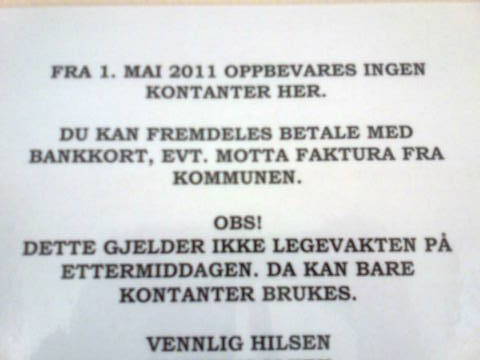 FRA 1. MAI 2011 OPPBEVARES INGEN
KONTANTER HER.
DU KAN FREMDELES BETALE MED
BANKKORT, EVT. MOTTA FAKTURA FRA
KOMMUNEN.
OBS!
DETTE GJELDER IKKE LEGEVAKTEN PÅ
ETTERMIDDAGEN. DA KAN BARE
KONTANTER BRUKES.
VENNLIG HILSEN